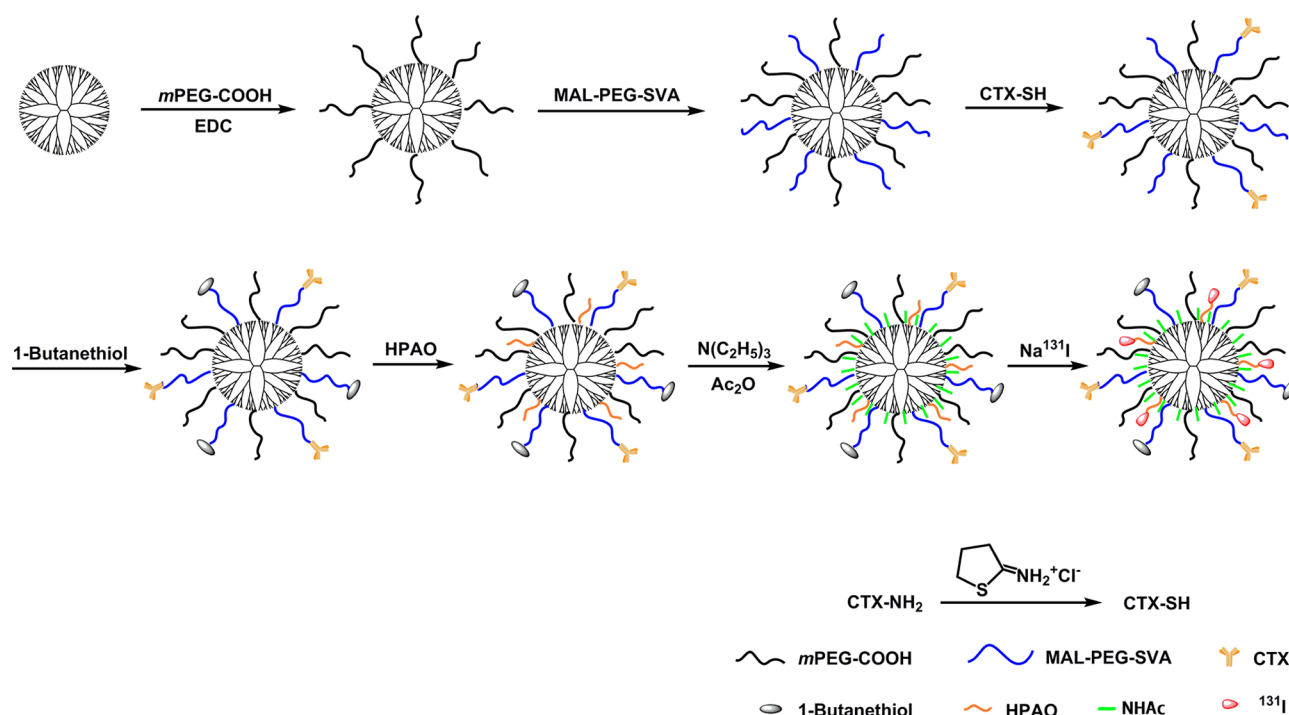 mPEG-COOH
EDC
MAL-PEG-SVA
CTX-SH
1-Butanethiol
HPAO
N(C₂H₅)₃
Ac₂O
Na¹³¹I
S
NH₂⁺Cl⁻
CTX-NH₂
CTX-SH
mPEG-COOH
MAL-PEG-SVA
CTX
1-Butanethiol
HPAO
NHAc
¹³¹I